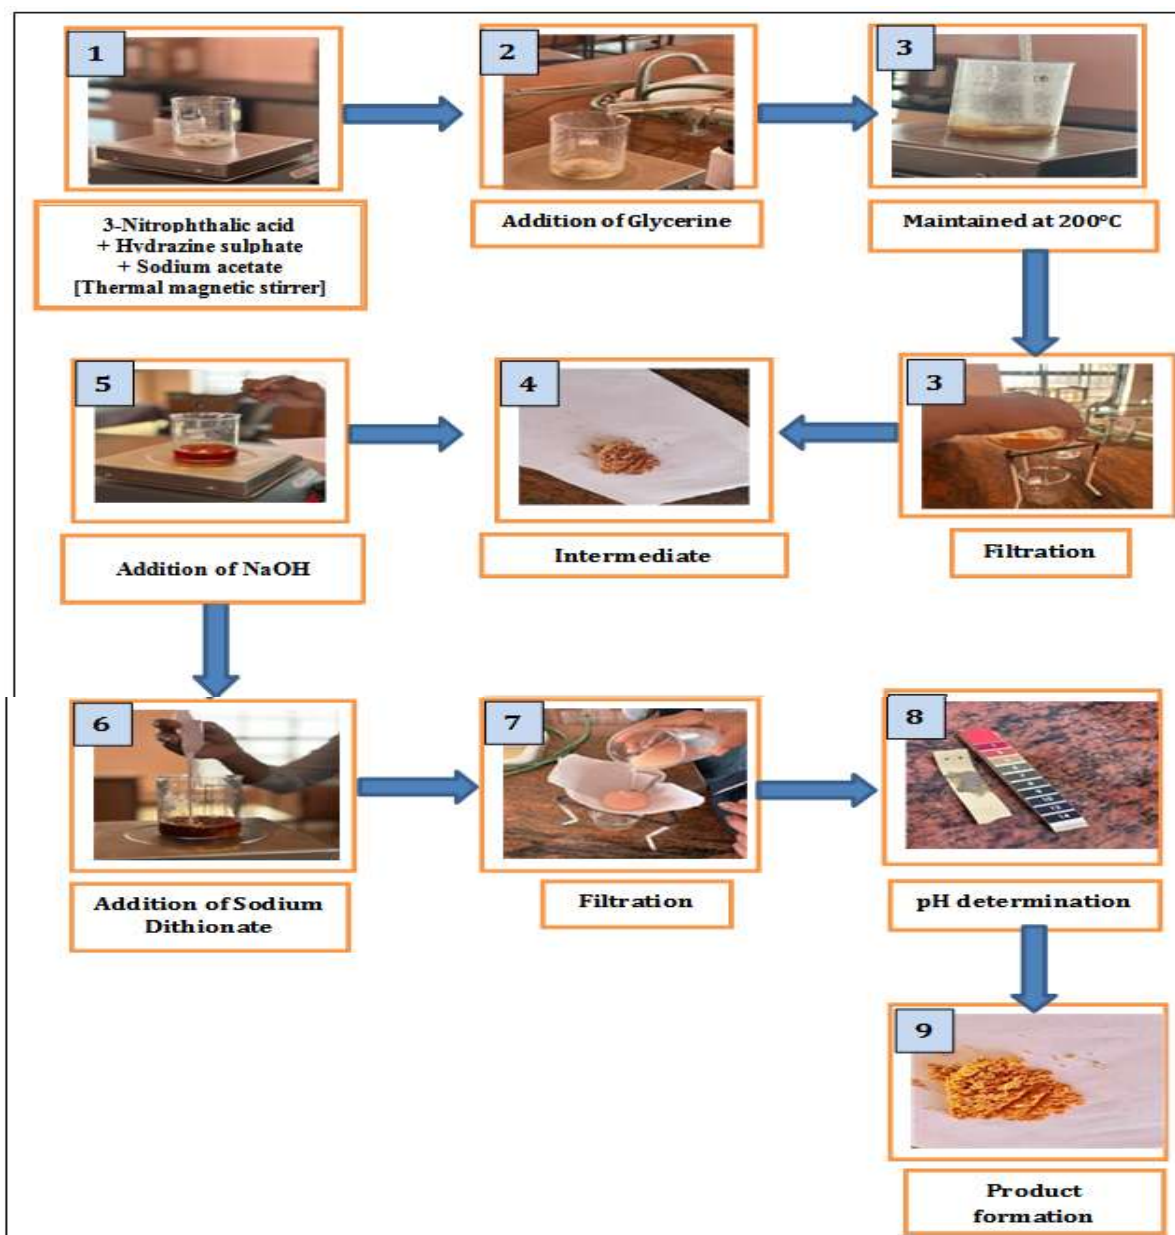 1
2
3
3-Nitrophthalic acid
+ Hydrazine sulphate
+ Sodium acetate
[Thermal magnetic stirrer]
Addition of Glycerine
Maintained at 200°C
5
4
3
Addition of NaOH
Intermediate
Filtration
6
7
8
Addition of Sodium
Dithionate
Filtration
pH determination
9
Product
formation